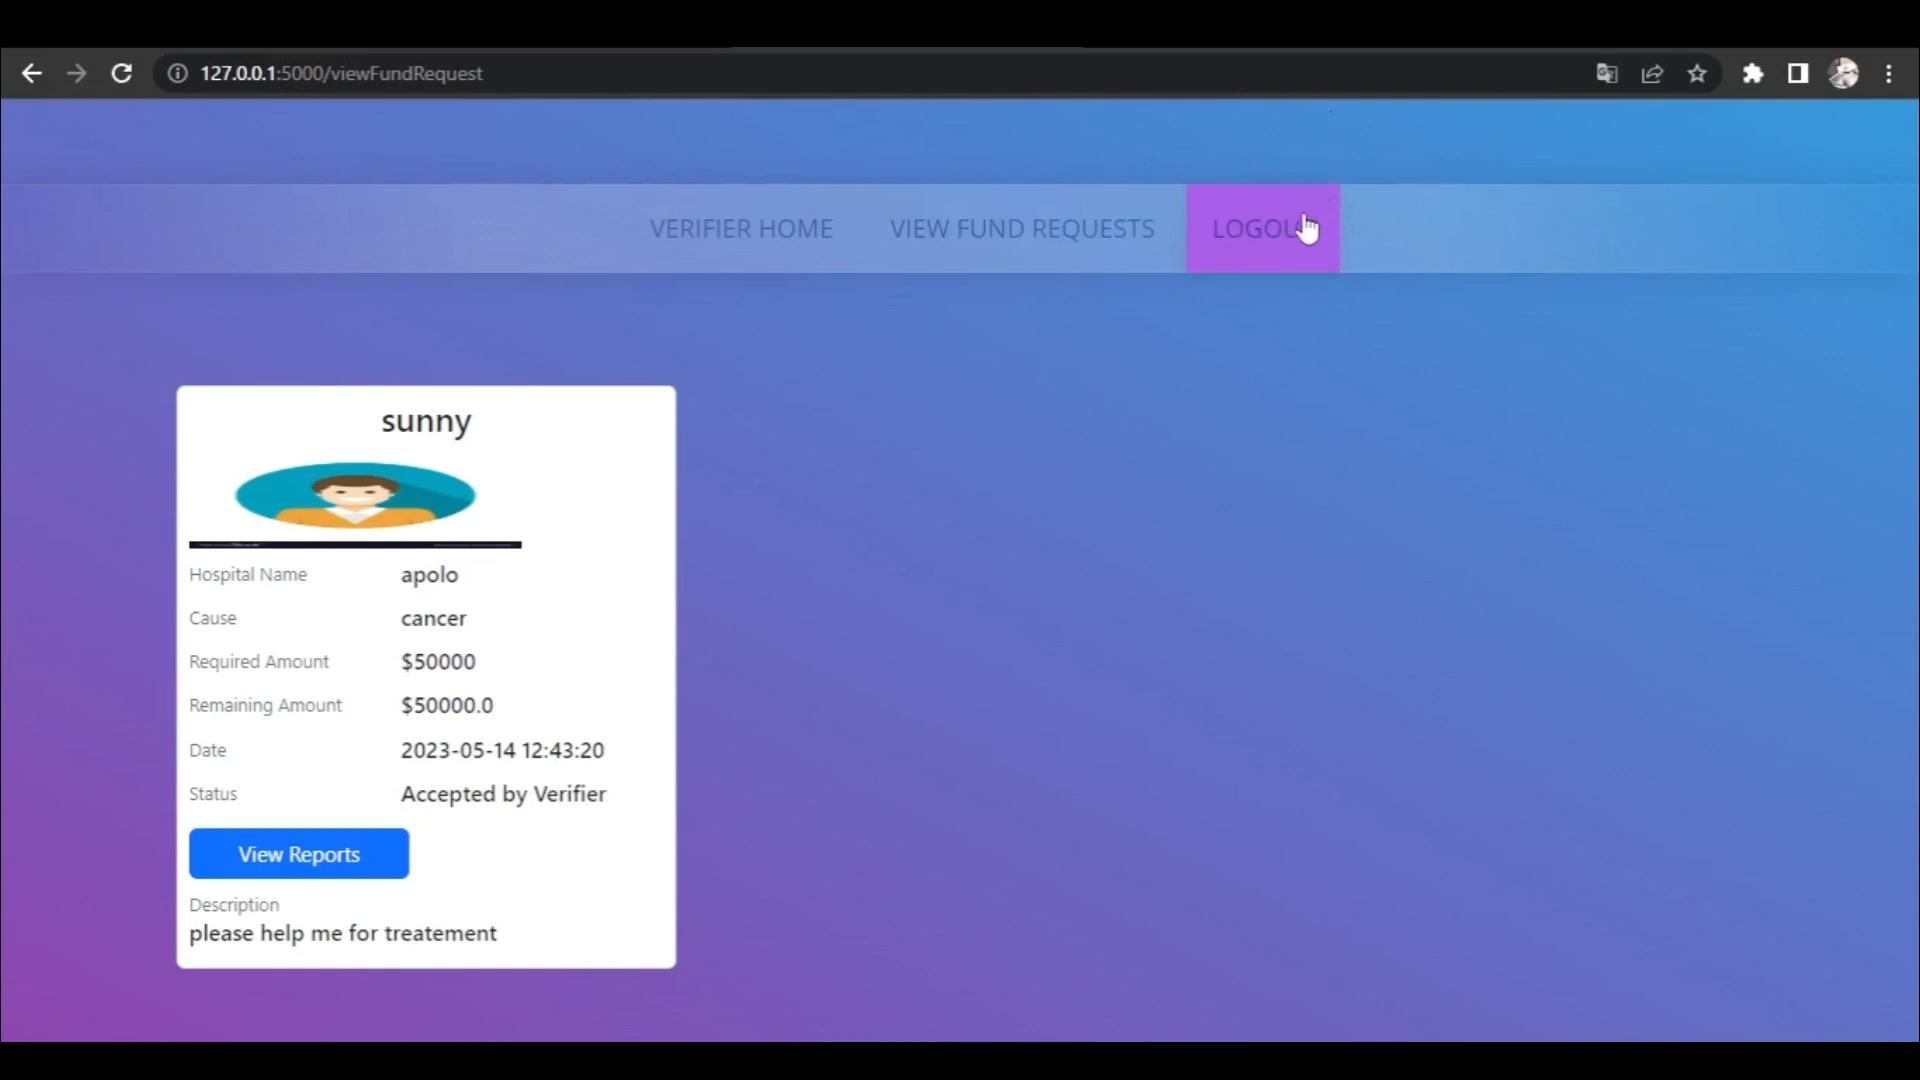 127.0.0.1:5000/viewFundRequest
VERIFIER HOME VIEW FUND REQUESTS LOGOU
sunny
Hospital Name apolo
Cause cancer
Required Amount $50000
Remaining Amount $50000.0
Date 2023-05-14 12:43:20
Status Accepted by Verifier
View Reports
Description
please help me for treatement